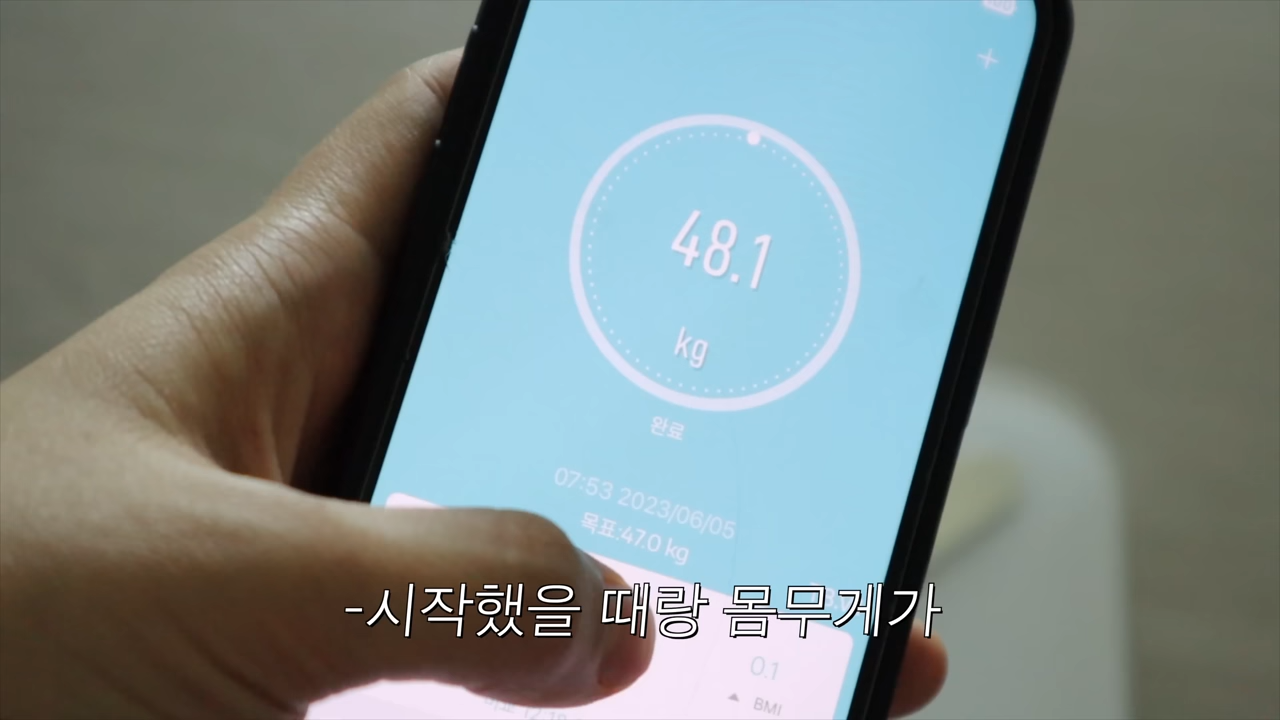 +
48.1
kg
완료
07:53 2023/06/05
목표:47.0 kg
-시작했을 때랑 몸무게가
0.1
▲ BMI